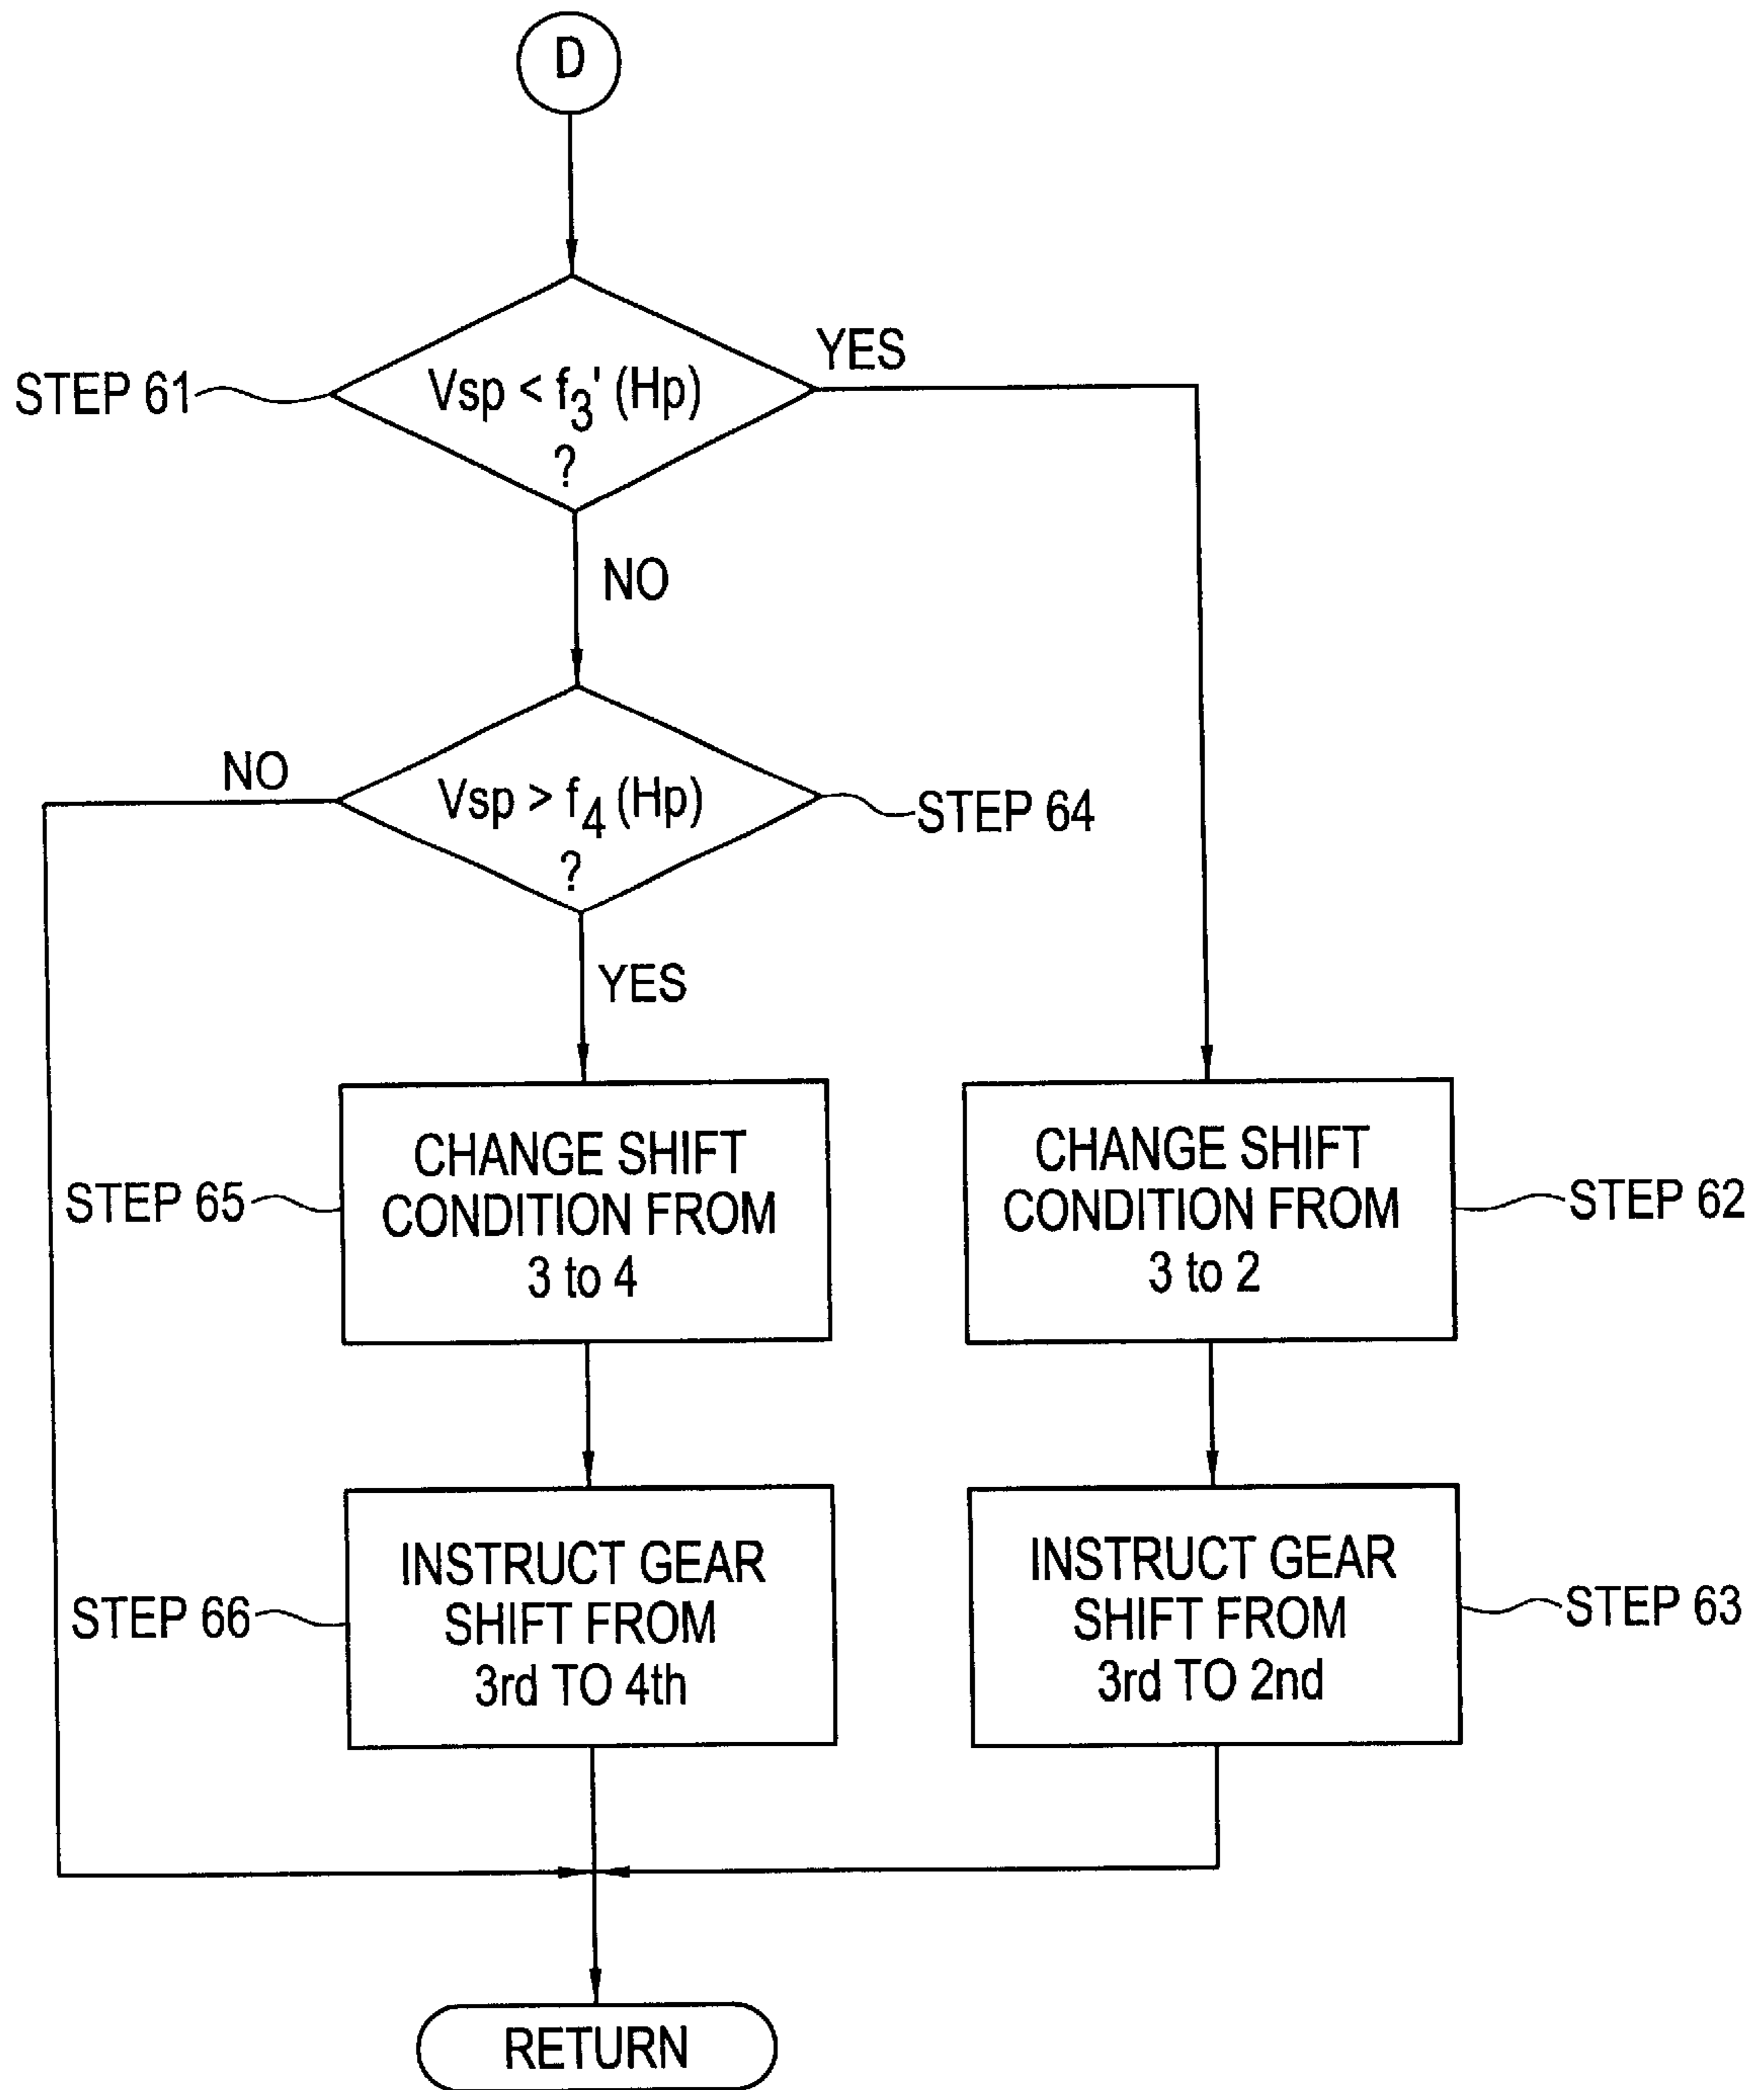 D
YES
STEP 61
Vsp < f3' (Hp)
?
NO
NO
Vsp > f4 (Hp)
?
STEP 64
YES
CHANGE SHIFT
CONDITION FROM
3 to 4
STEP 65
CHANGE SHIFT
CONDITION FROM
3 to 2
STEP 62
INSTRUCT GEAR
SHIFT FROM
3rd TO 4th
STEP 66
INSTRUCT GEAR
SHIFT FROM
3rd TO 2nd
STEP 63
RETURN